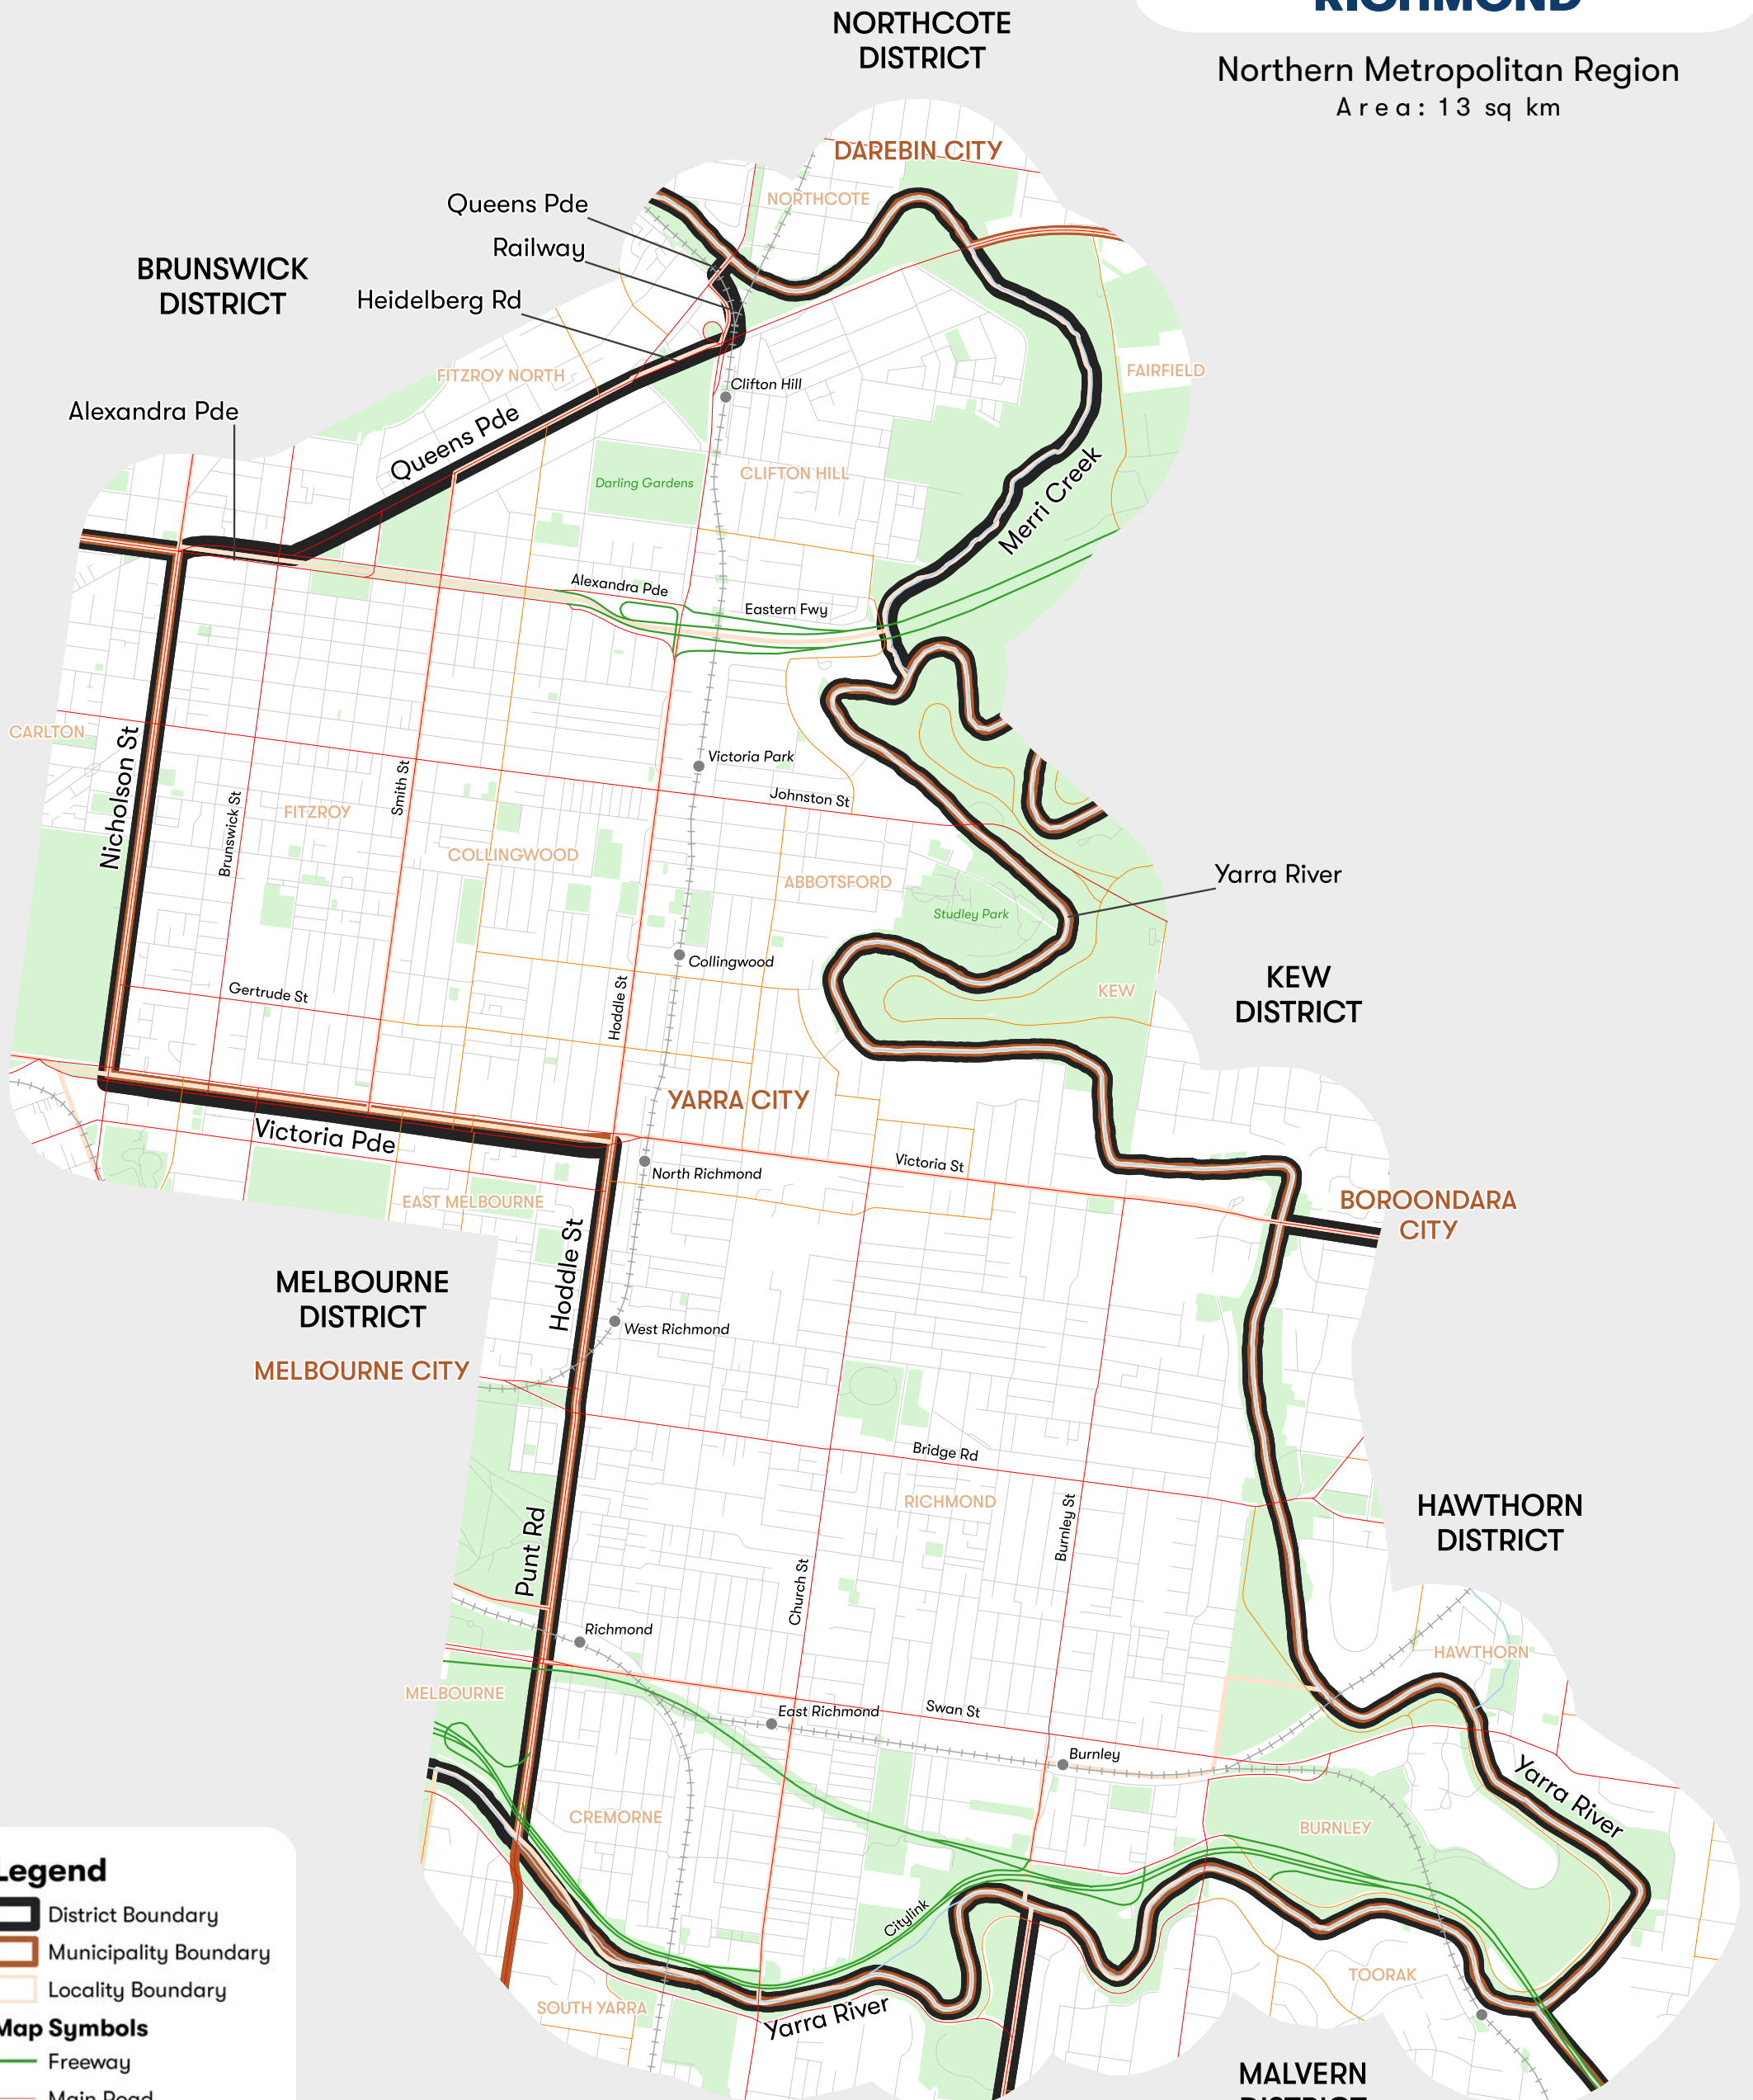 RICHMOND
Northern Metropolitan Region
Area: 13 sq km
NORTHCOTE
DISTRICT
DAREBIN CITY
NORTHCOTE
Queens Pde
Railway
Heidelberg Rd
BRUNSWICK
DISTRICT
FITZROY NORTH
FAIRFIELD
Clifton Hill
Alexandra Pde
Queens Pde
Darling Gardens
CLIFTON HILL
Merri Creek
Alexandra Pde
Eastern Fwy
CARLTON
Nicholson St
Brunswick St
Smith St
FITZROY
COLLINGWOOD
Victoria Park
Johnston St
ABBOTSFORD
Studley Park
Yarra River
Collingwood
Hoddle St
Gertrude St
KEW
KEW
DISTRICT
YARRA CITY
Victoria Pde
North Richmond
Victoria St
EAST MELBOURNE
BOROONDARA
CITY
MELBOURNE
DISTRICT
MELBOURNE CITY
Hoddle St
West Richmond
Bridge Rd
RICHMOND
HAWTHORN
DISTRICT
Punt Rd
Church St
Burnley St
Richmond
HAWTHORN
MELBOURNE
East Richmond
Swan St
Burnley
Yarra River
CREMORNE
BURNLEY
Citylink
TOORAK
SOUTH YARRA
Yarra River
MALVERN
DISTRICT
Legend
District Boundary
Municipality Boundary
Locality Boundary
Map Symbols
Freeway
Main Road